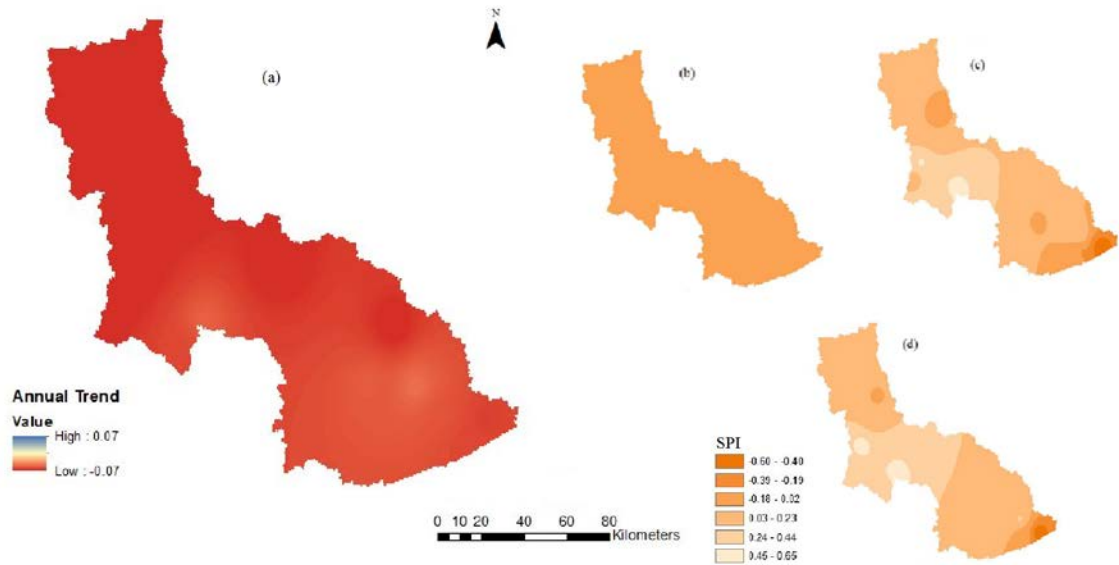 N
(a)
(b)
(c)
(d)
Annual Trend
Value
High : 0.07
Low : -0.07
0 10 20 40 60 80
Kilometers
SPI
-0.60 - -0.40
-0.39 - -0.19
-0.18 - 0.02
0.03 - 0.23
0.24 - 0.44
0.45 - 0.65